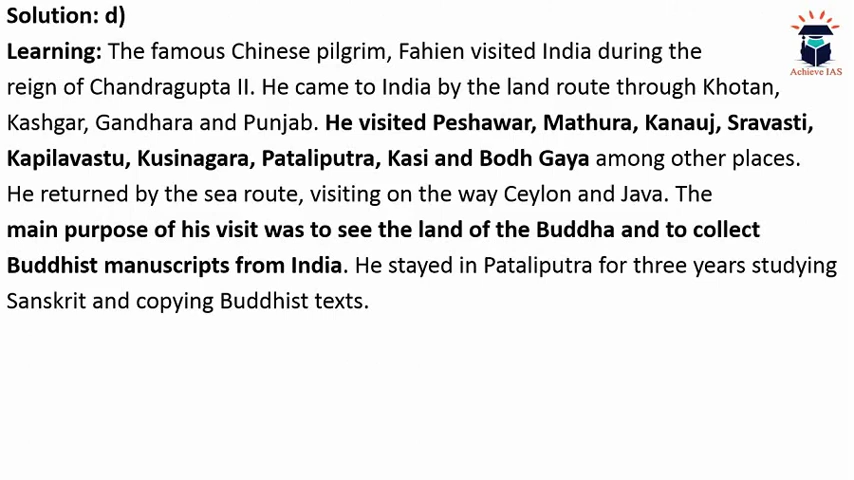 Solution: d)
Learning: The famous Chinese pilgrim, Fahien visited India during the
reign of Chandragupta II. He came to India by the land route through Khotan,
Kashgar, Gandhara and Punjab. He visited Peshawar, Mathura, Kanauj, Sravasti,
Kapilavastu, Kusinagara, Pataliputra, Kasi and Bodh Gaya among other places.
He returned by the sea route, visiting on the way Ceylon and Java. The
main purpose of his visit was to see the land of the Buddha and to collect
Buddhist manuscripts from India. He stayed in Pataliputra for three years studying
Sanskrit and copying Buddhist texts.
Achieve IAS